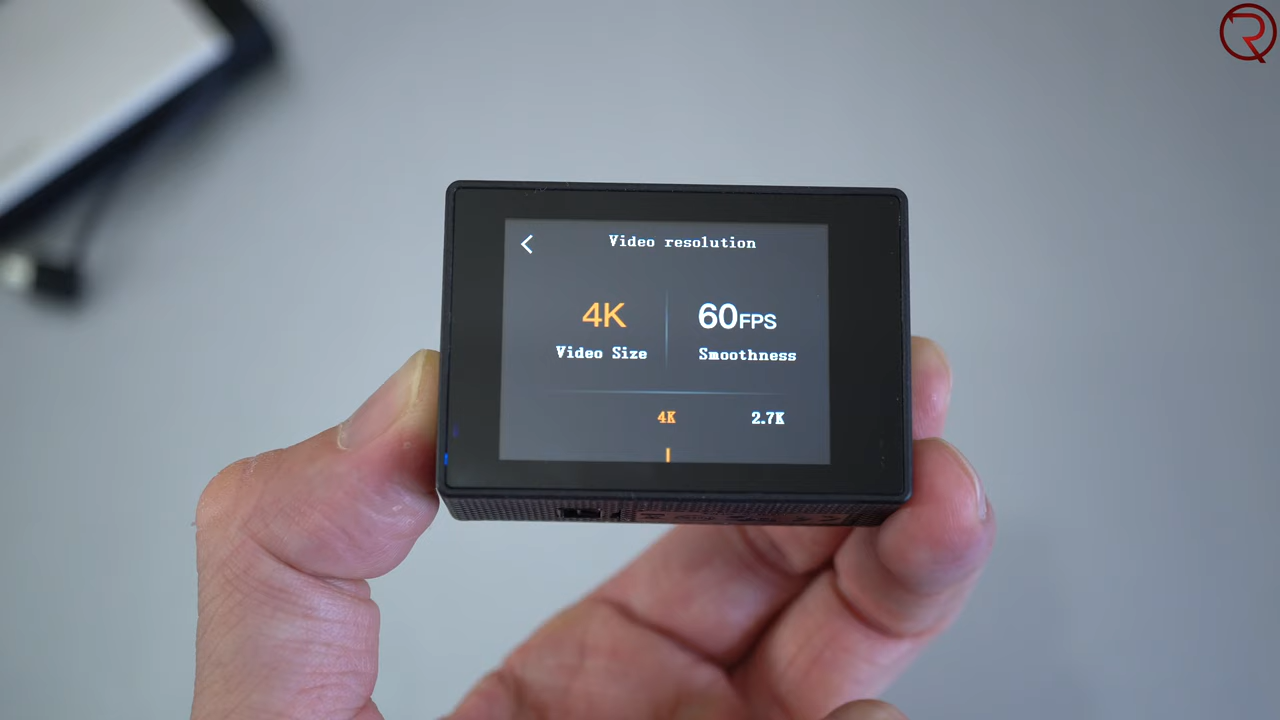 Video resolution
4K
60FPS
Video Size
Smoothness
4K
2.7K